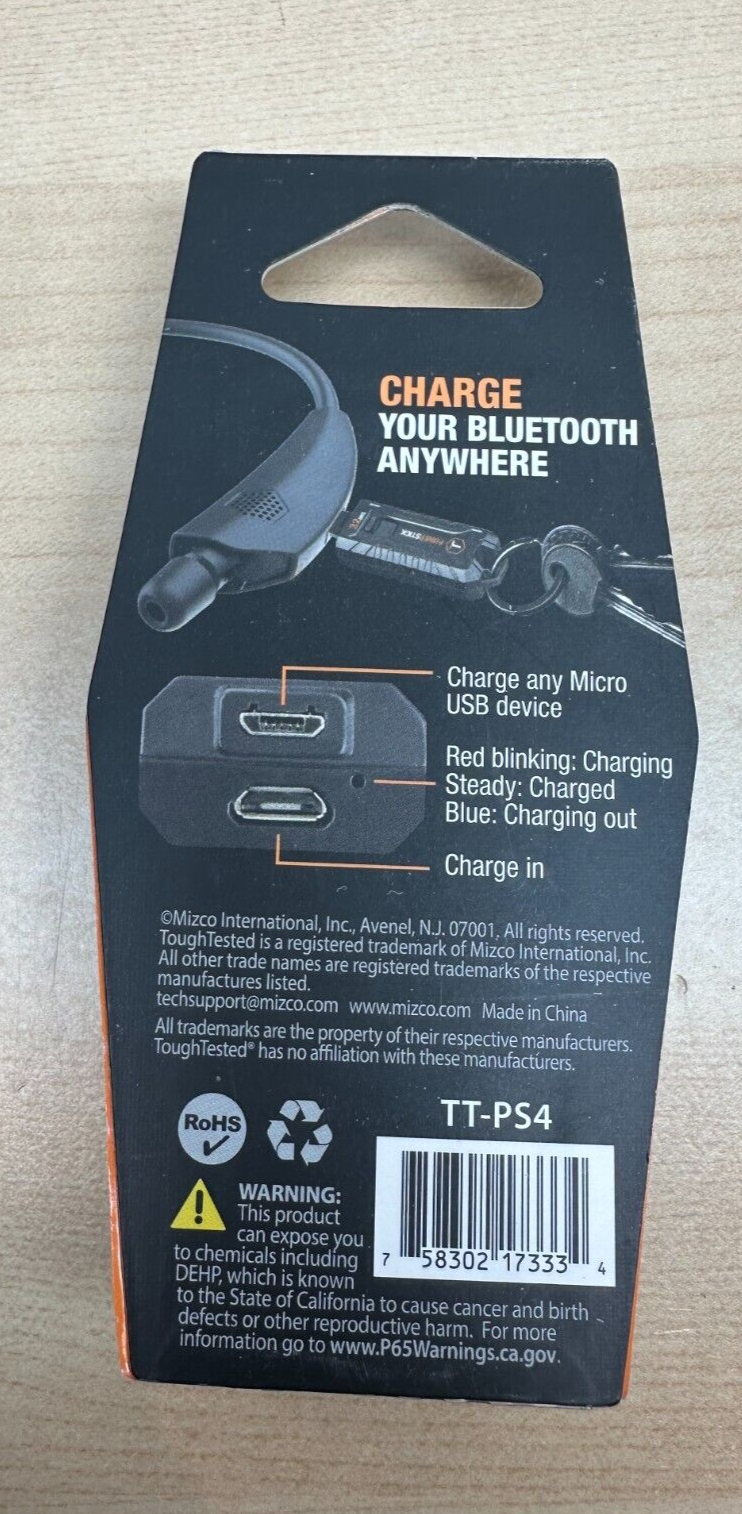 CHARGE
YOUR BLUETOOTH
ANYWHERE
POWERSTICK
Charge any Micro
USB device
Red blinking: Charging
Steady: Charged
Blue: Charging out
Charge in
©Mizco International, Inc., Avenel, N.J. 07001. All rights reserved.
ToughTested is a registered trademark of Mizco International, Inc.
All other trade names are registered trademarks of the respective
manufactures listed.
techsupport@mizco.com www.mizco.com Made in China
All trademarks are the property of their respective manufacturers.
ToughTested® has no affiliation with these manufacturers.
RoHS
TT-PS4
7 58302 17333 4
WARNING:
This product
can expose you
to chemicals including
DEHP, which is known
to the State of California to cause cancer and birth
defects or other reproductive harm. For more
information go to www.P65Warnings.ca.gov.